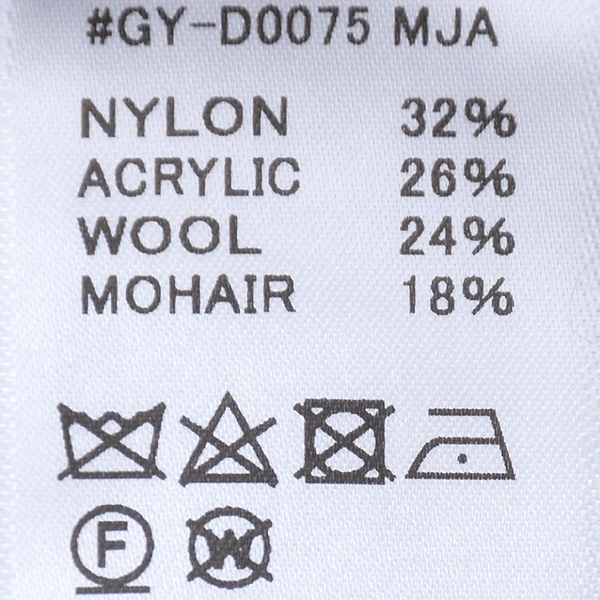 #GY-D0075 MJA
NYLON 32%
ACRYLIC 26%
WOOL 24%
MOHAIR 18%
F W